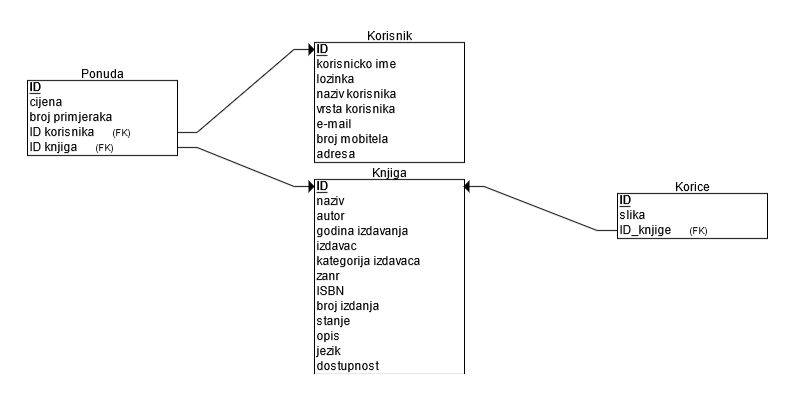 Ponuda
ID
cijena
broj primjeraka
ID korisnika (FK)
ID knjiga (FK)
Korisnik
ID
korisnicko ime
lozinka
naziv korisnika
vrsta korisnika
e-mail
broj mobitela
adresa
Knjiga
ID
naziv
autor
godina izdavanja
izdavac
kategorija izdavaca
zanr
ISBN
broj izdanja
stanje
opis
jezik
dostupnost
Korice
ID
slika
ID_knjige (FK)